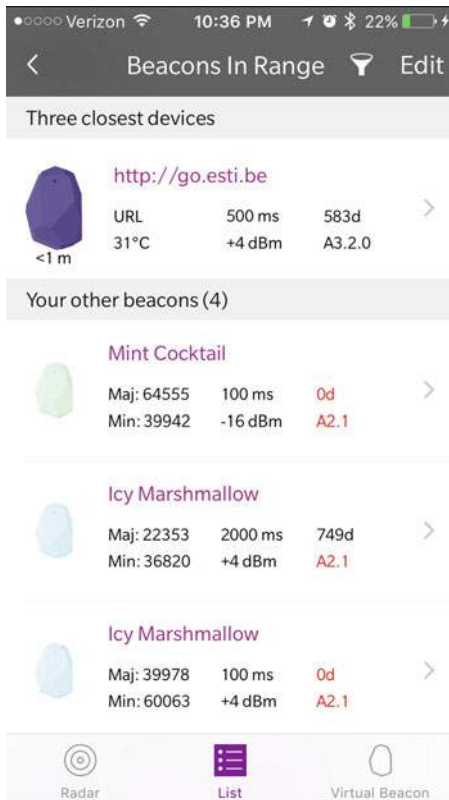 Verizon 10:36 PM 22%
Beacons In Range Edit
Three closest devices
http://go.esti.be
URL 500 ms 583d
31°C +4 dBm A3.2.0
<1 m
Your other beacons (4)
Mint Cocktail
Maj: 64555 100 ms 0d
Min: 39942 -16 dBm A2.1
Icy Marshmallow
Maj: 22353 2000 ms 749d
Min: 36820 +4 dBm A2.1
Icy Marshmallow
Maj: 39978 100 ms 0d
Min: 60063 +4 dBm A2.1
Radar List Virtual Beacon